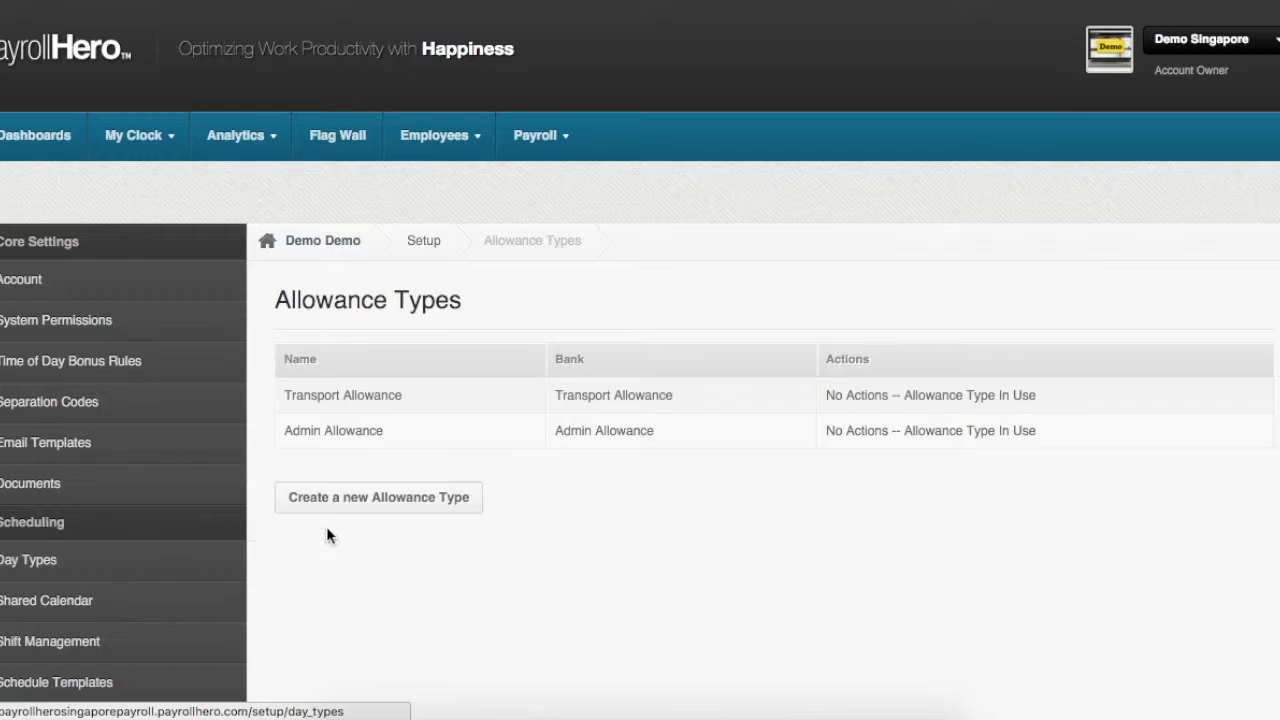 ayrollHero™
Optimizing Work Productivity with Happiness
Demo
Demo Singapore
Account Owner
Dashboards
My Clock
Analytics
Flag Wall
Employees
Payroll
Core Settings
Account
System Permissions
Time of Day Bonus Rules
Separation Codes
Email Templates
Documents
Scheduling
Day Types
Shared Calendar
Shift Management
Schedule Templates
Demo Demo
Setup
Allowance Types
Allowance Types
Name Bank Actions
Transport Allowance Transport Allowance No Actions -- Allowance Type In Use
Admin Allowance Admin Allowance No Actions -- Allowance Type In Use
Create a new Allowance Type
payrollherosingaporepayroll.payrollhero.com/setup/day_types